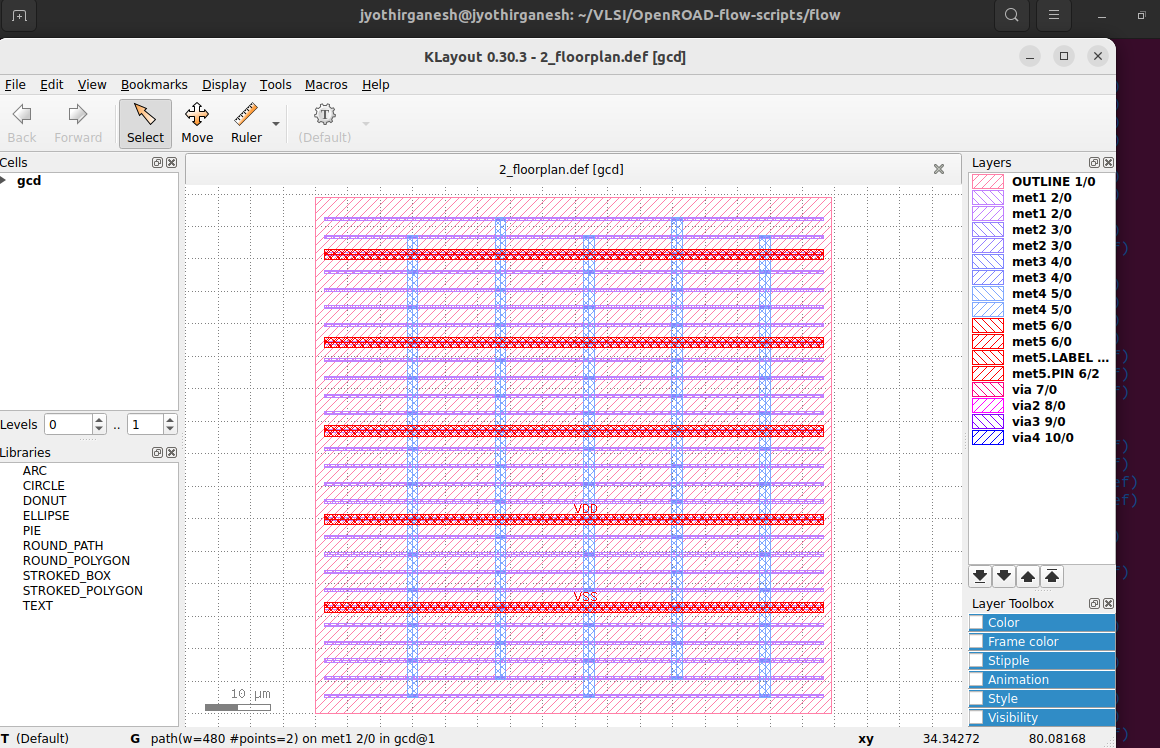 jyothirganesh@jyothirganesh: ~/VLSI/OpenROAD-flow-scripts/flow
KLayout 0.30.3 - 2_floorplan.def [gcd]
File Edit View Bookmarks Display Tools Macros Help
Back Forward Select Move Ruler T (Default)
Cells
gcd
Levels 0 .. 1
Libraries
ARC
CIRCLE
DONUT
ELLIPSE
PIE
ROUND_PATH
ROUND_POLYGON
STROKED_BOX
STROKED_POLYGON
TEXT
2_floorplan.def [gcd]
VDD
VSS
10 µm
Layers
OUTLINE 1/0
met1 2/0
met1 2/0
met2 3/0
met2 3/0
met3 4/0
met3 4/0
met4 5/0
met4 5/0
met5 6/0
met5 6/0
met5.LABEL ...
met5.PIN 6/2
via 7/0
via2 8/0
via3 9/0
via4 10/0
)
)
)
)
)
)
ef)
ef)
)
)
Layer Toolbox
Color
Frame color
Stipple
Animation
Style
Visibility
T (Default) G path(w=480 #points=2) on met1 2/0 in gcd@1 xy 34.34272 80.08168